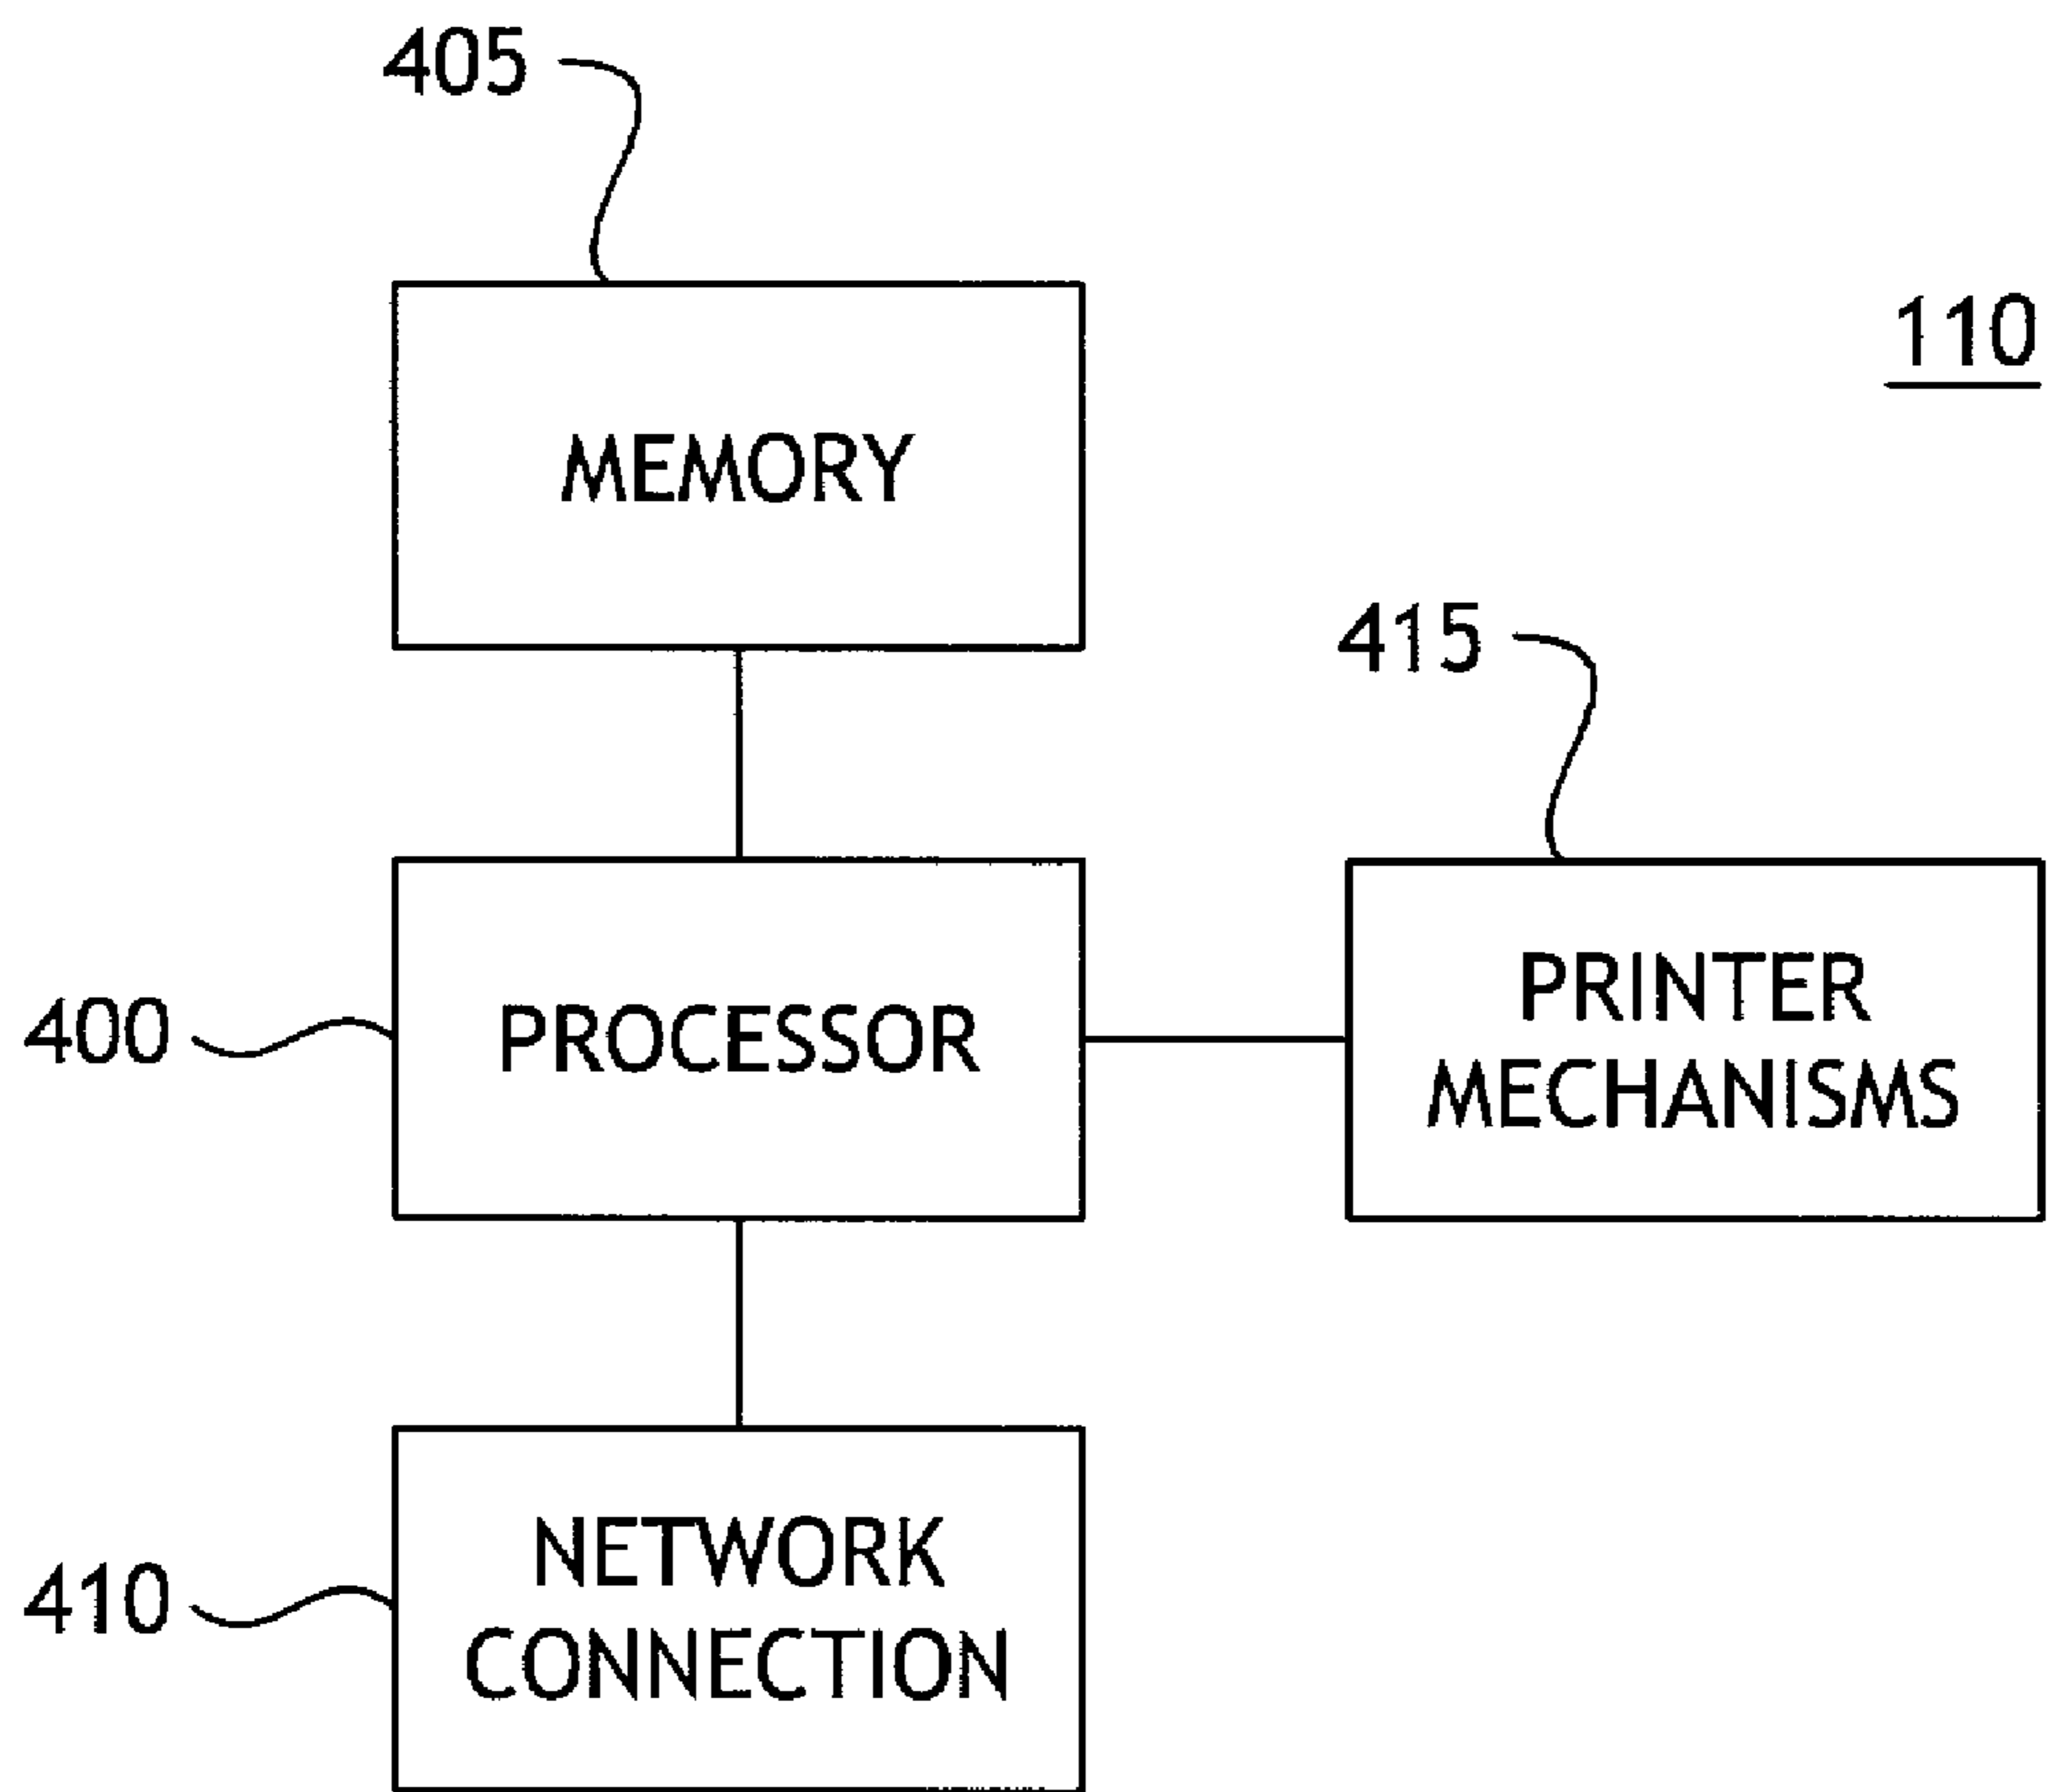 405
110
MEMORY
415
400
PROCESSOR
PRINTER
MECHANISMS
410
NETWORK
CONNECTION